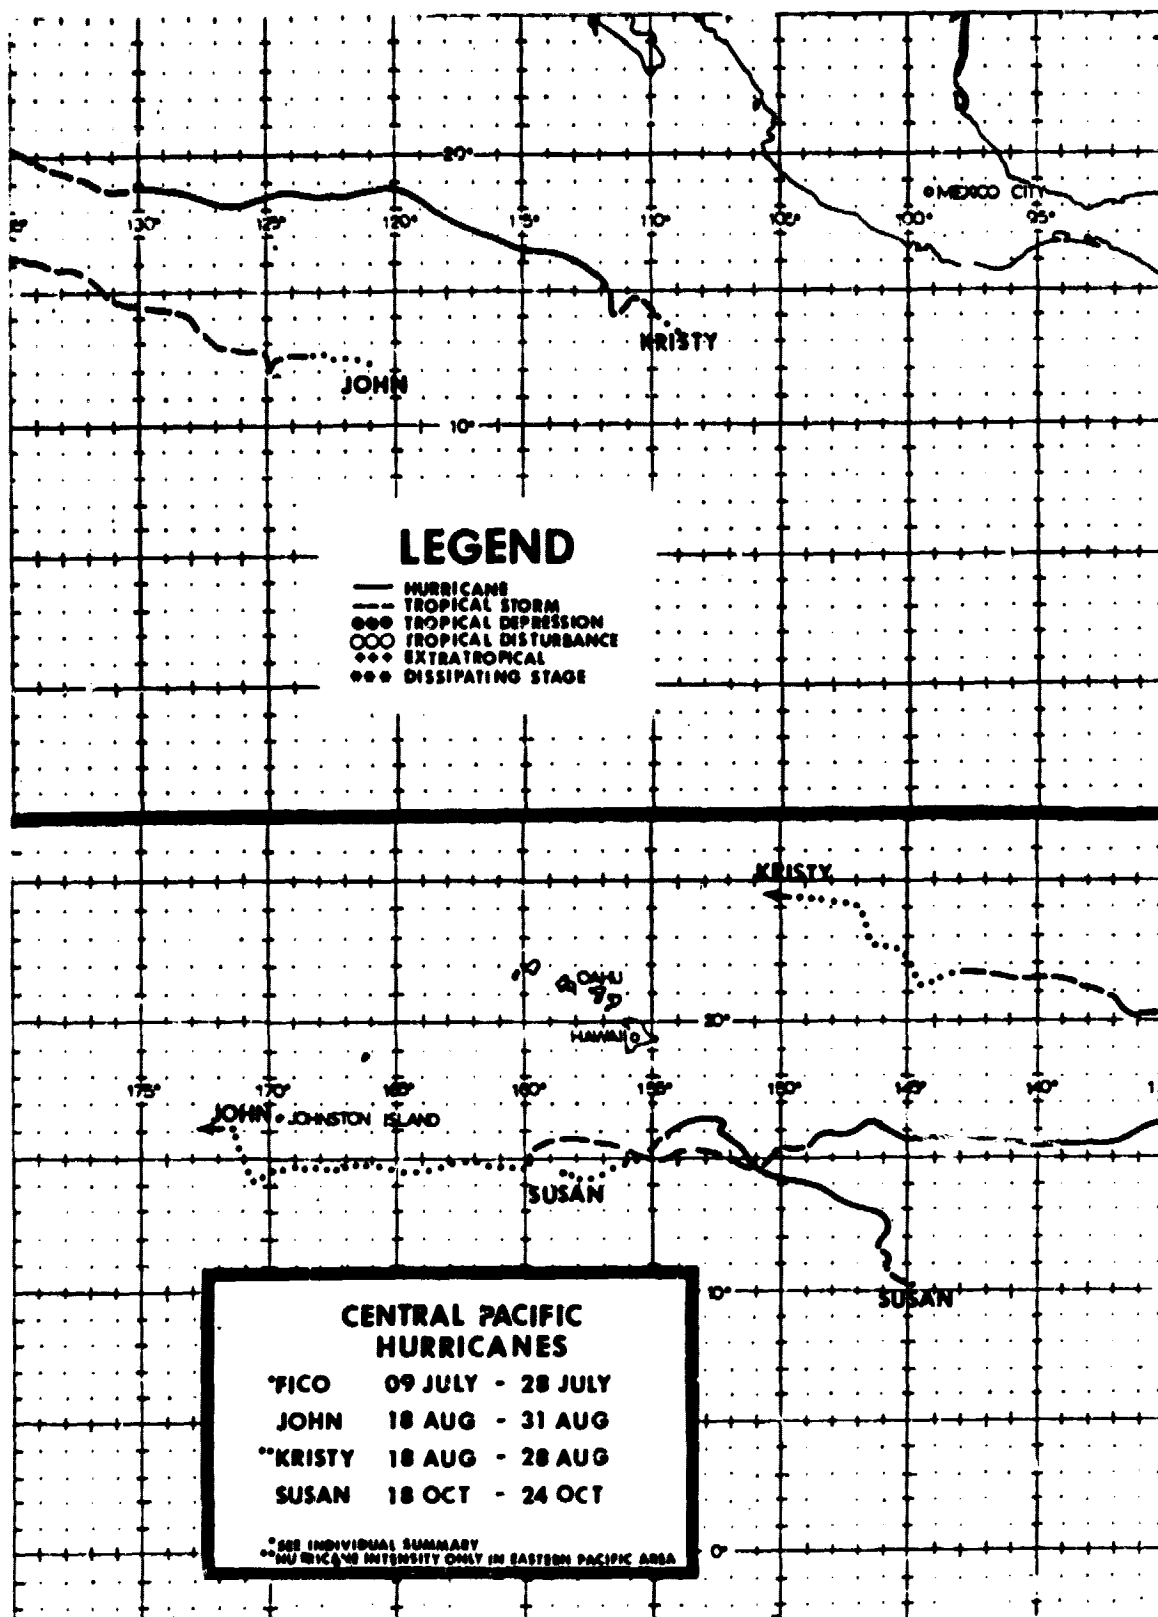 20°
MEXICO CITY
130° 125° 120° 115° 110° 105° 100° 95°
KRISTY
JOHN
10°
LEGEND
HURRICANE
TROPICAL STORM
TROPICAL DEPRESSION
TROPICAL DISTURBANCE
EXTRATROPICAL
DISSIPATING STAGE
KRISTY
OAHU
20°
HAWAII
175° 170° 165° 160° 155° 150° 145° 140°
JOHN JOHNSTON ISLAND
SUSAN
10°
SUSAN
CENTRAL PACIFIC
HURRICANES
*FICO 09 JULY - 28 JULY
JOHN 18 AUG - 31 AUG
**KRISTY 18 AUG - 28 AUG
SUSAN 18 OCT - 24 OCT
* SEE INDIVIDUAL SUMMARY
** HURRICANE INTENSITY ONLY IN EASTERN PACIFIC AREA
0°